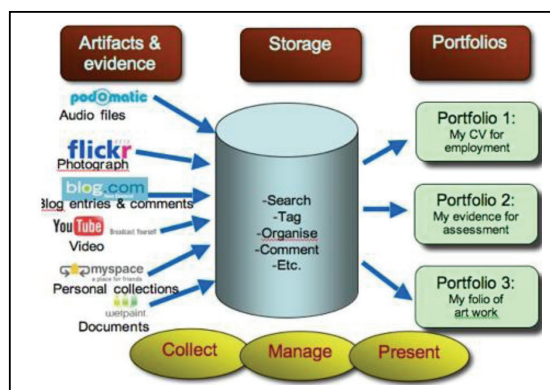 Artifacts &
evidence
Storage
Portfolios
podOmatic
Audio files
flickr
Photograph
blog.com
Blog entries & comments
YouTube Broadcast Yourself
Video
myspace
a place for friends
Personal collections
wetpaint
Documents
-Search
-Tag
-Organise
-Comment
-Etc.
Portfolio 1:
My CV for
employment
Portfolio 2:
My evidence for
assessment
Portfolio 3:
My folio of
art work
Collect
Manage
Present